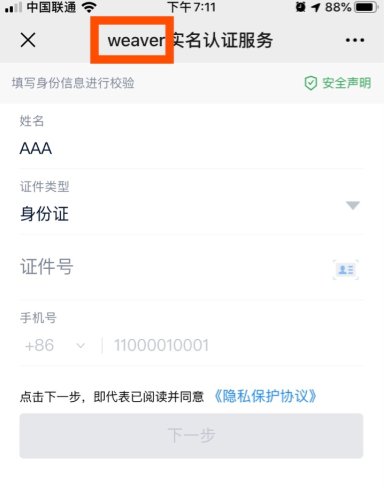 中国联通 下午7:11 88%
weaver实名认证服务
填写身份信息进行校验 安全声明
姓名
AAA
证件类型
身份证
证件号
手机号
+86 11000010001
点击下一步，即代表已阅读并同意 《隐私保护协议》
下一步